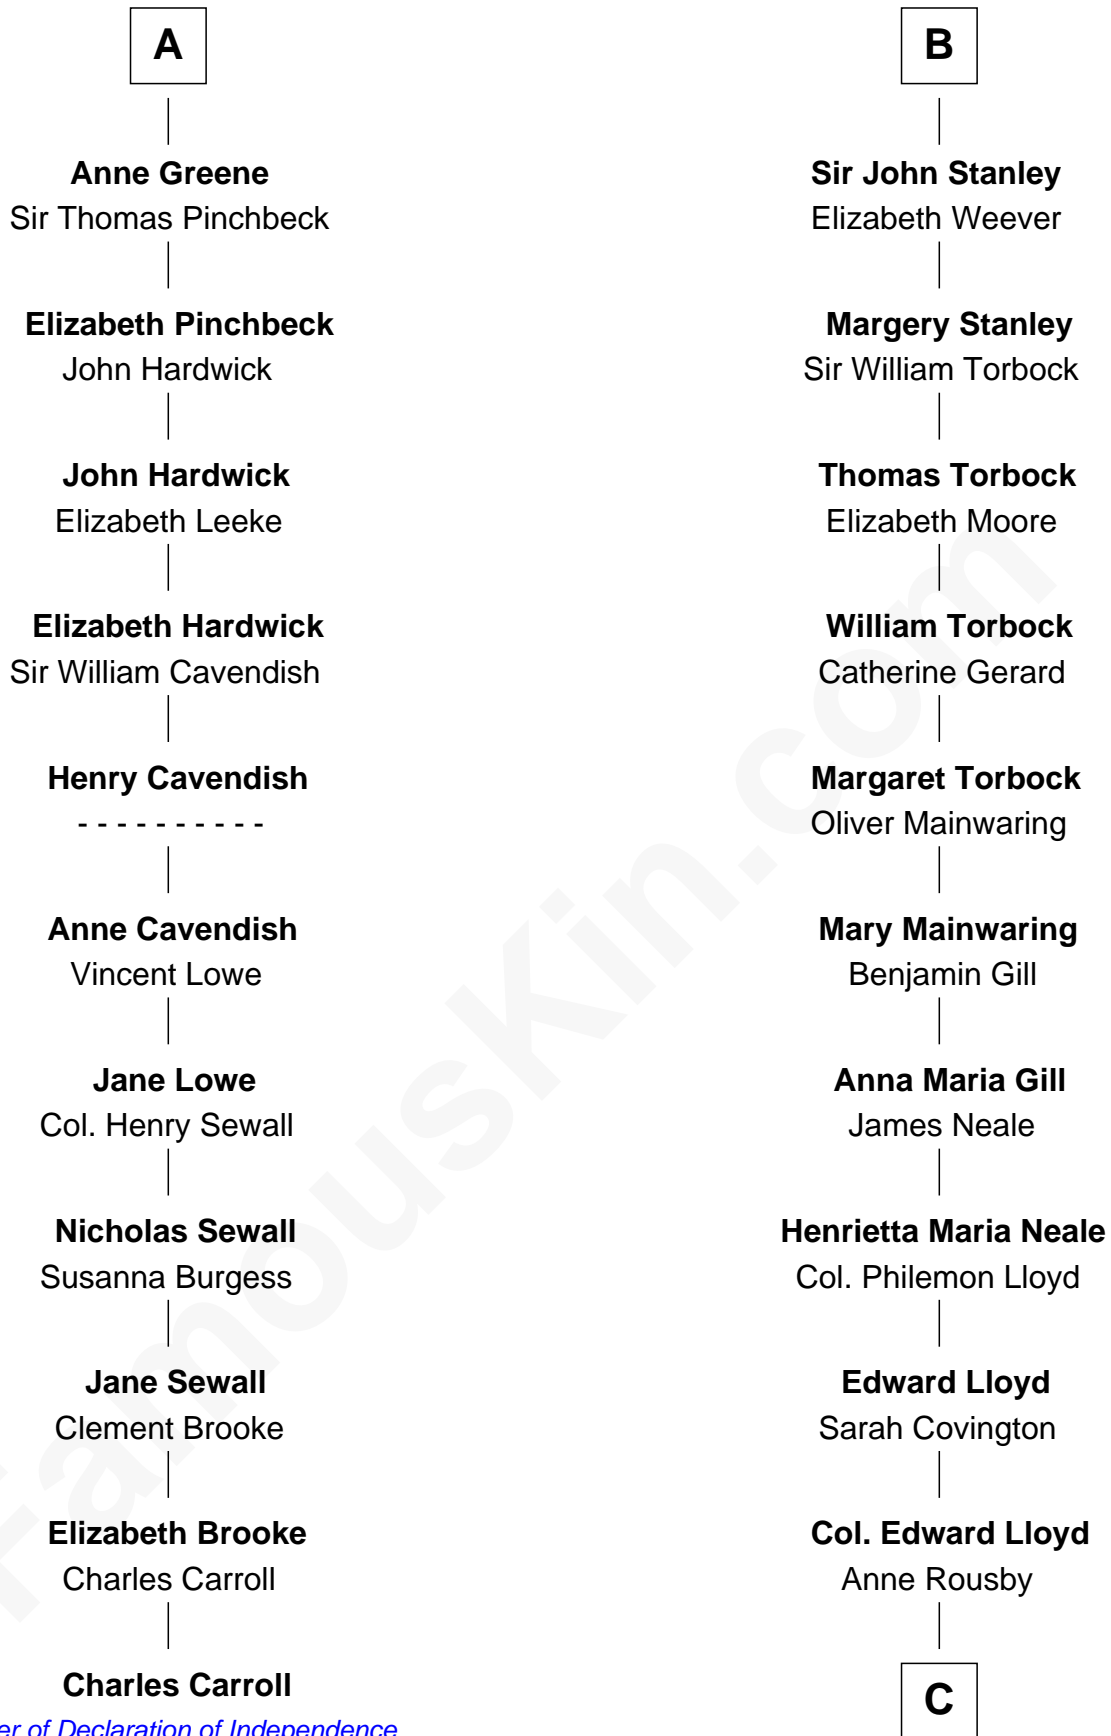 A
Anne Greene
Sir Thomas Pinchbeck
Elizabeth Pinchbeck
John Hardwick
John Hardwick
Elizabeth Leeke
Elizabeth Hardwick
Sir William Cavendish
Henry Cavendish
- - - - - - - - - -
Anne Cavendish
Vincent Lowe
Jane Lowe
Col. Henry Sewall
Nicholas Sewall
Susanna Burgess
Jane Sewall
Clement Brooke
Elizabeth Brooke
Charles Carroll
Charles Carroll
of Declaration of Independence
B
Sir John Stanley
Elizabeth Weever
Margery Stanley
Sir William Torbock
Thomas Torbock
Elizabeth Moore
William Torbock
Catherine Gerard
Margaret Torbock
Oliver Mainwaring
Mary Mainwaring
Benjamin Gill
Anna Maria Gill
James Neale
Henrietta Maria Neale
Col. Philemon Lloyd
Edward Lloyd
Sarah Covington
Col. Edward Lloyd
Anne Rousby
C
FamousKin.com